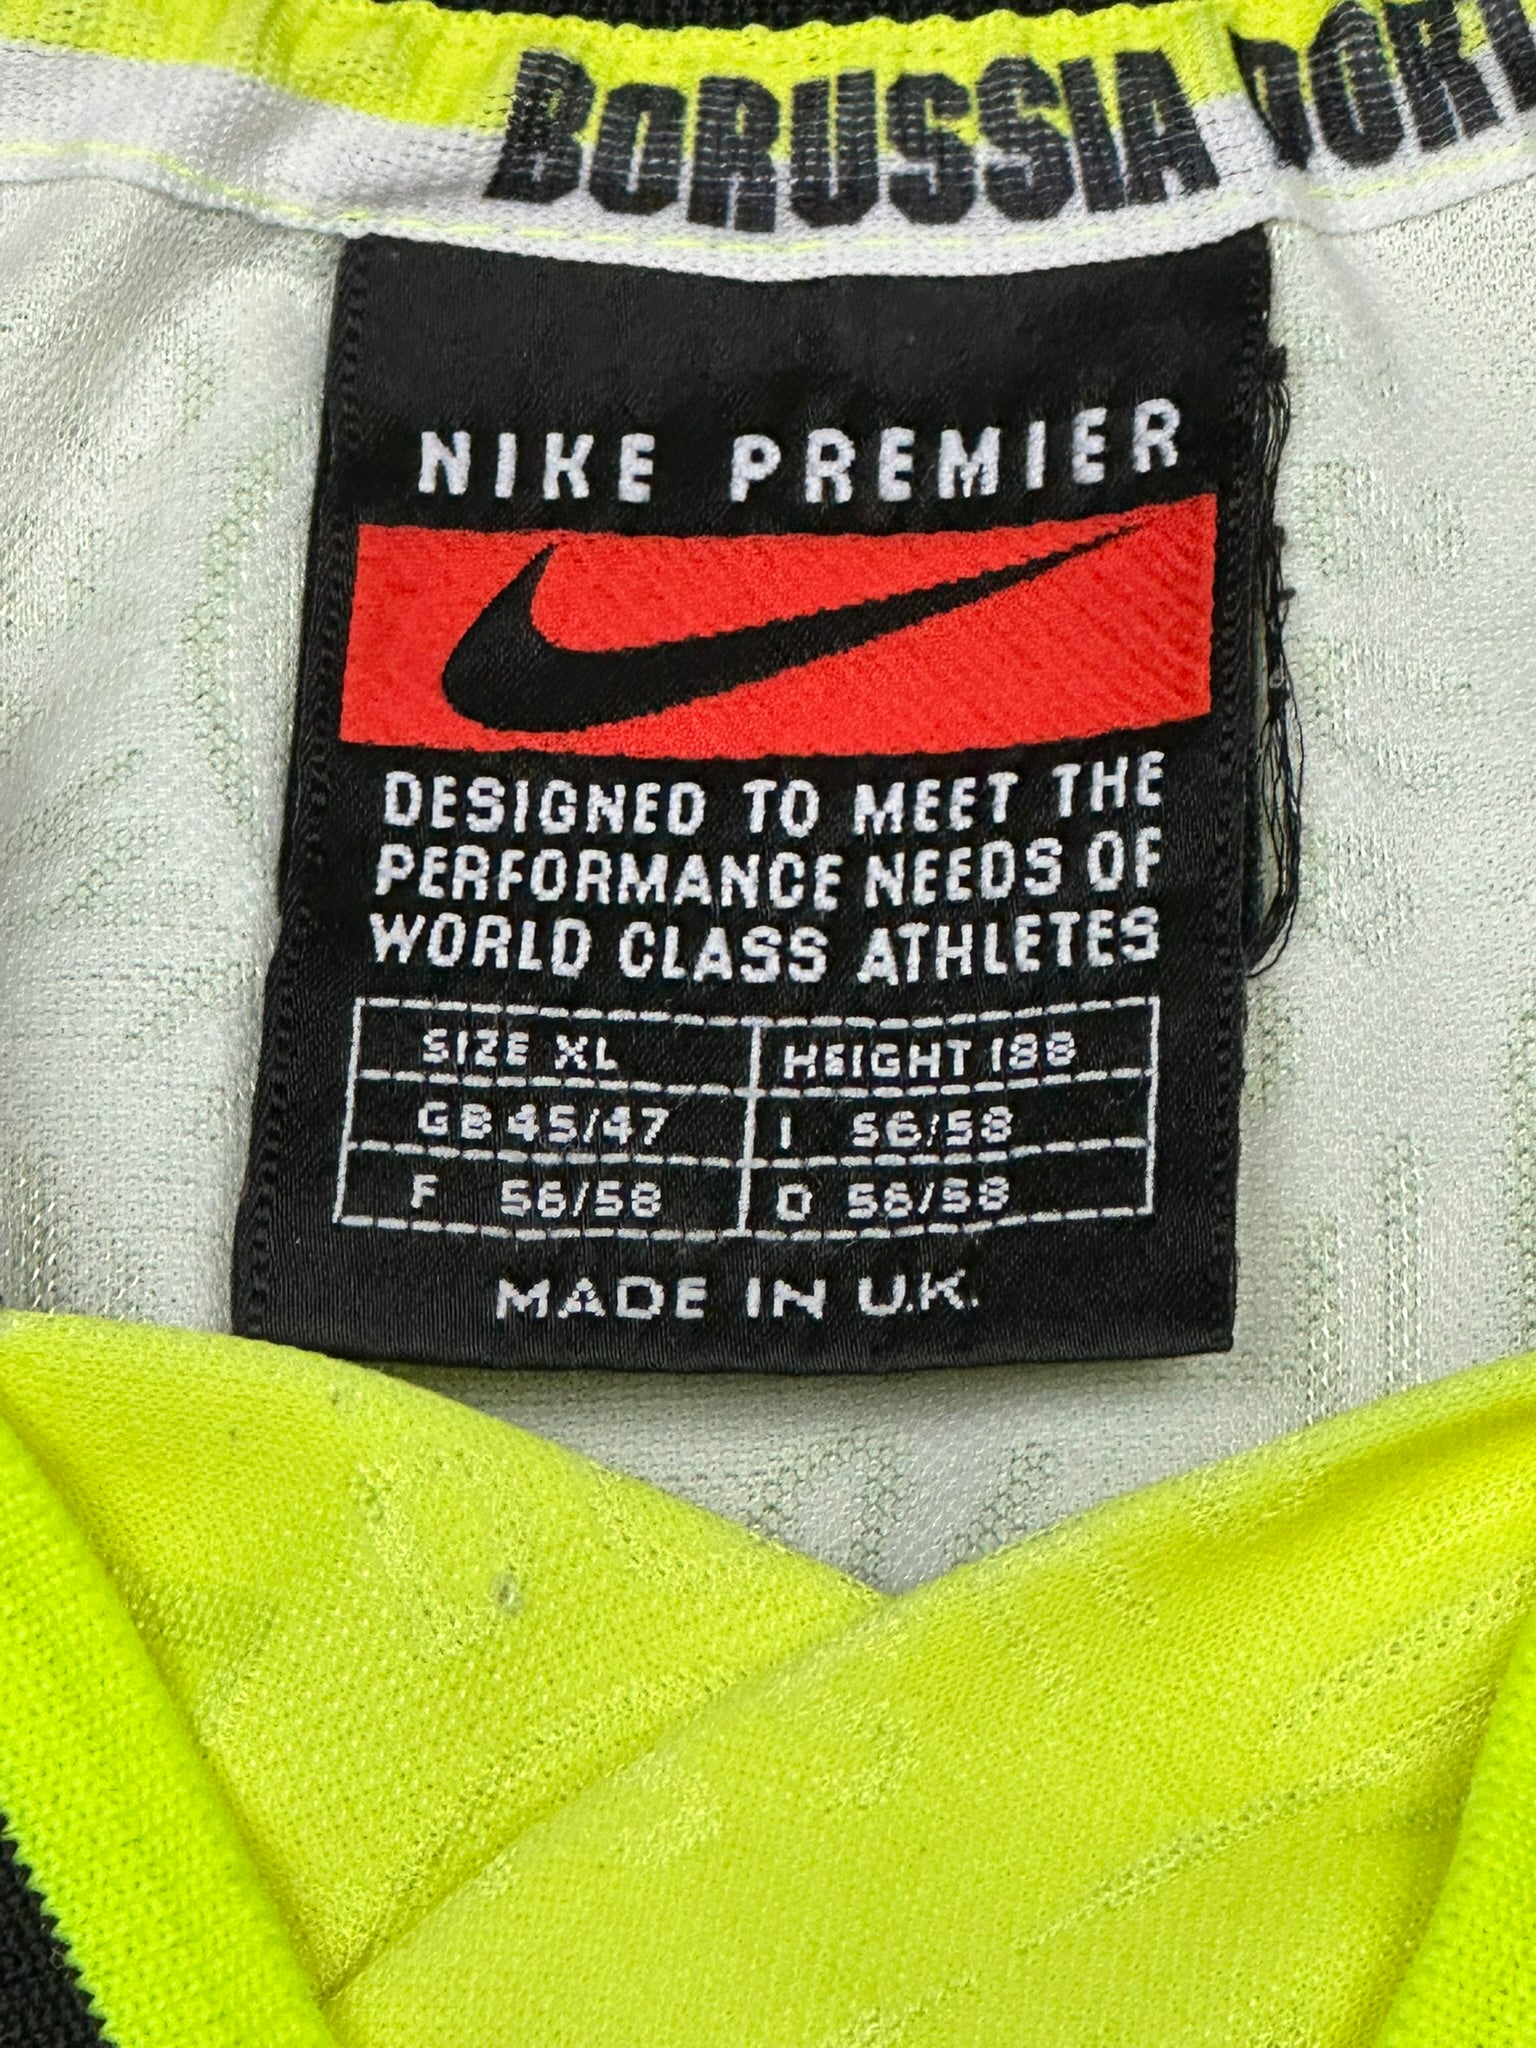 BORUSSIA DORT
NIKE PREMIER
DESIGNED TO MEET THE
PERFORMANCE NEEDS OF
WORLD CLASS ATHLETES
SIZE XL HEIGHT 188
GB 45/47 I 56/58
F 56/58 D 56/58
MADE IN U.K.